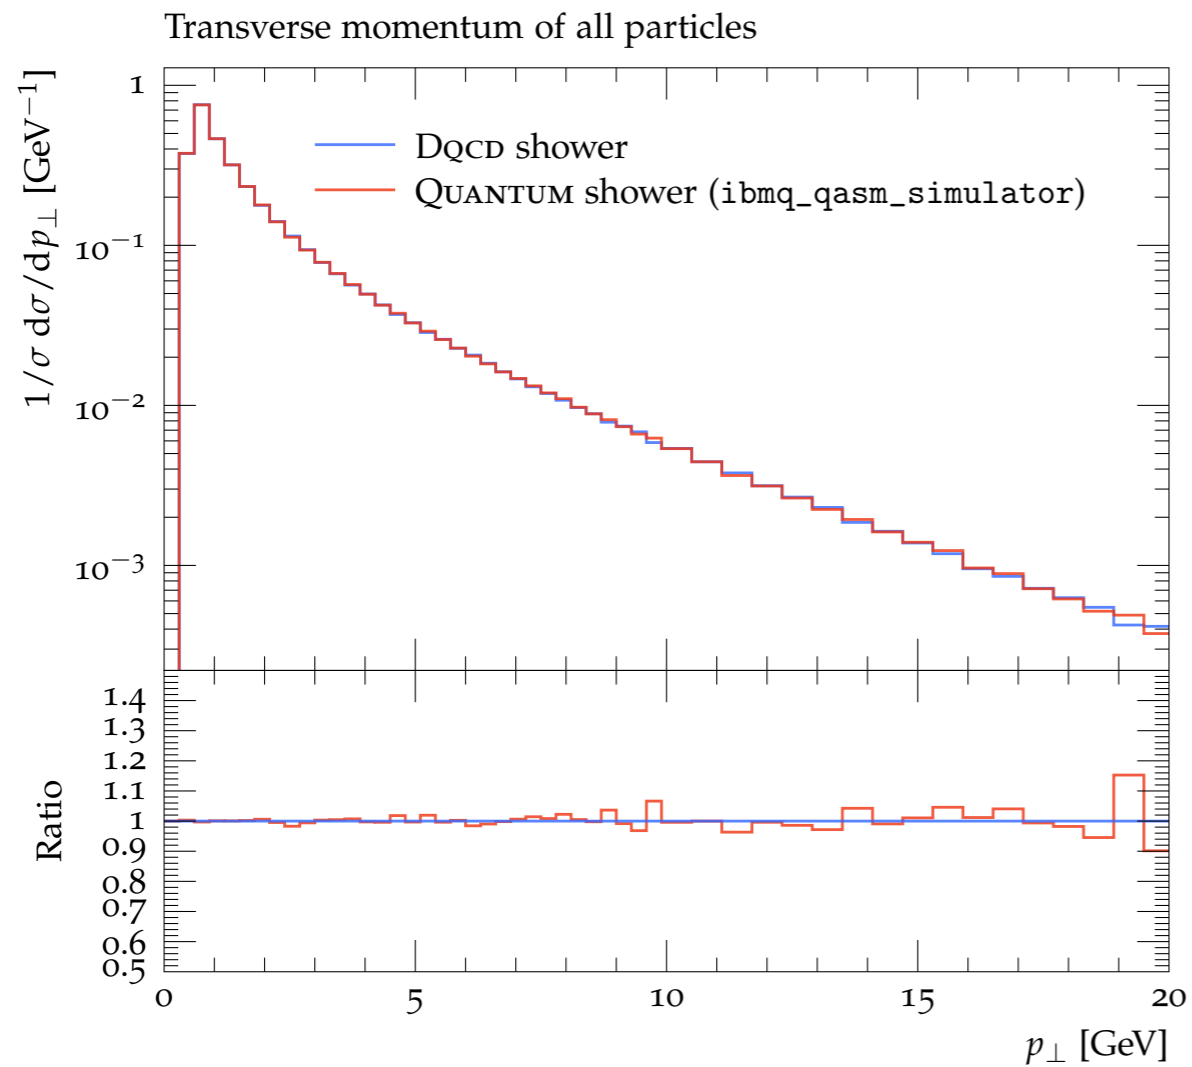 Transverse momentum of all particles
1/σ dσ/dp⊥ [GeV⁻¹]
1
10⁻¹
10⁻²
10⁻³
DQCD shower
QUANTUM shower (ibmq_qasm_simulator)
Ratio
1.4
1.3
1.2
1.1
1
0.9
0.8
0.7
0.6
0.5
0 5 10 15 20
p⊥ [GeV]